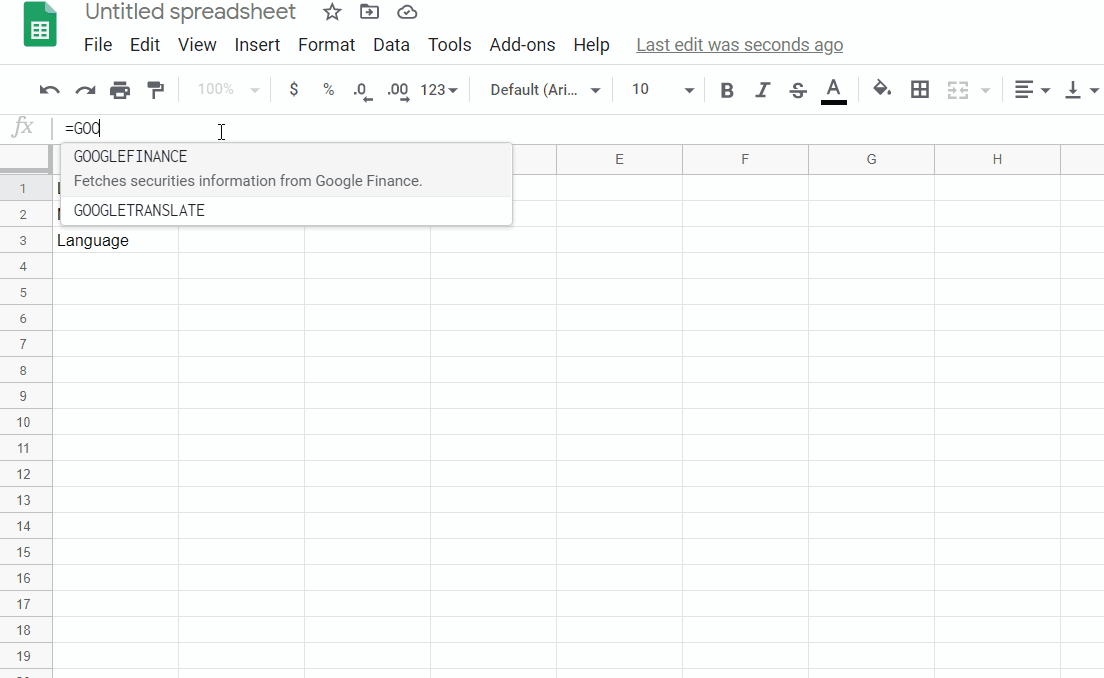 Untitled spreadsheet
File Edit View Insert Format Data Tools Add-ons Help Last edit was seconds ago
100% $ % .0 .00 123 Default (Ari... 10 B I S A
fx =GOO
GOOGLEFINANCE
Fetches securities information from Google Finance.
GOOGLETRANSLATE
E F G H
1
2
3 Language
4
5
6
7
8
9
10
11
12
13
14
15
16
17
18
19